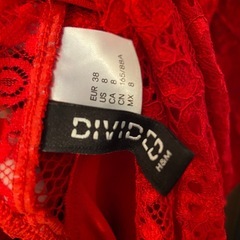 EUR 38
US 8
CA 8
CN 165/88A
MX 8
DIVIDED
H&M